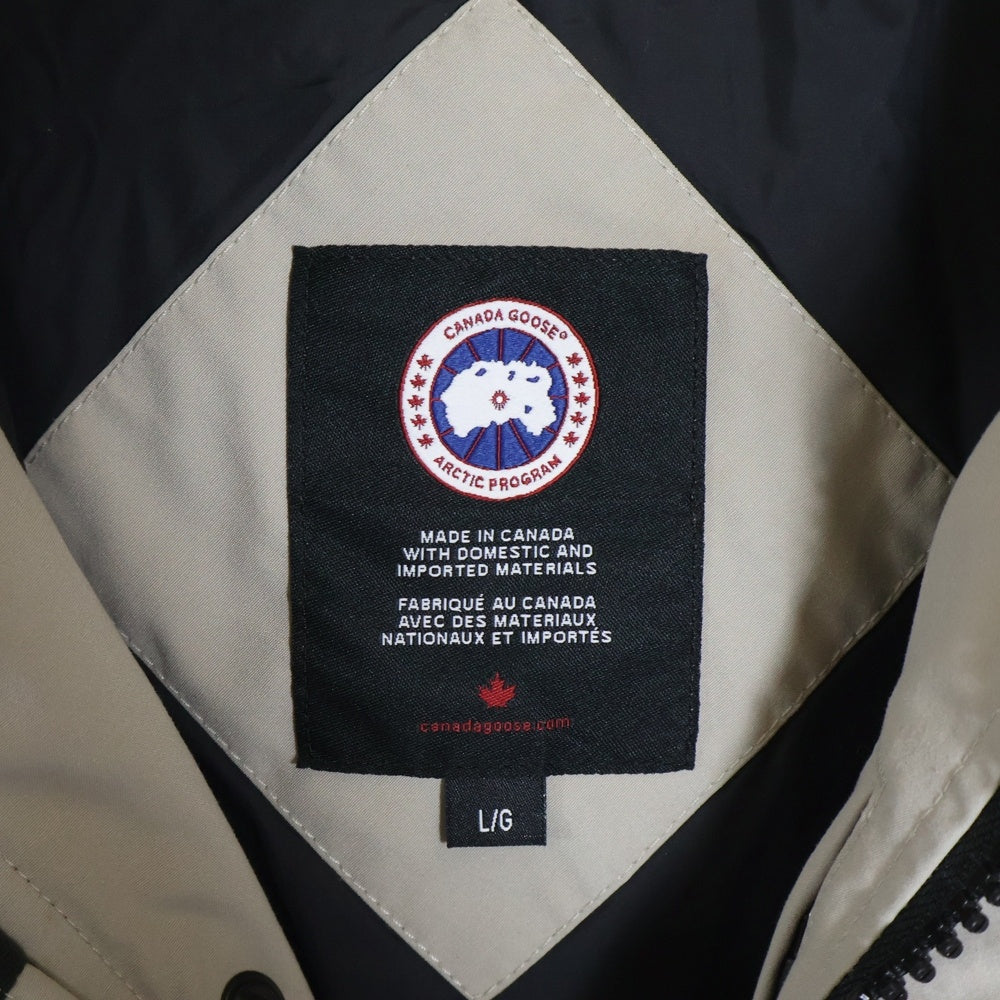 CANADA GOOSE®
ARCTIC PROGRAM
MADE IN CANADA
WITH DOMESTIC AND
IMPORTED MATERIALS
FABRIQUÉ AU CANADA
AVEC DES MATERIAUX
NATIONAUX ET IMPORTÉS
canadagoose.com
L/G